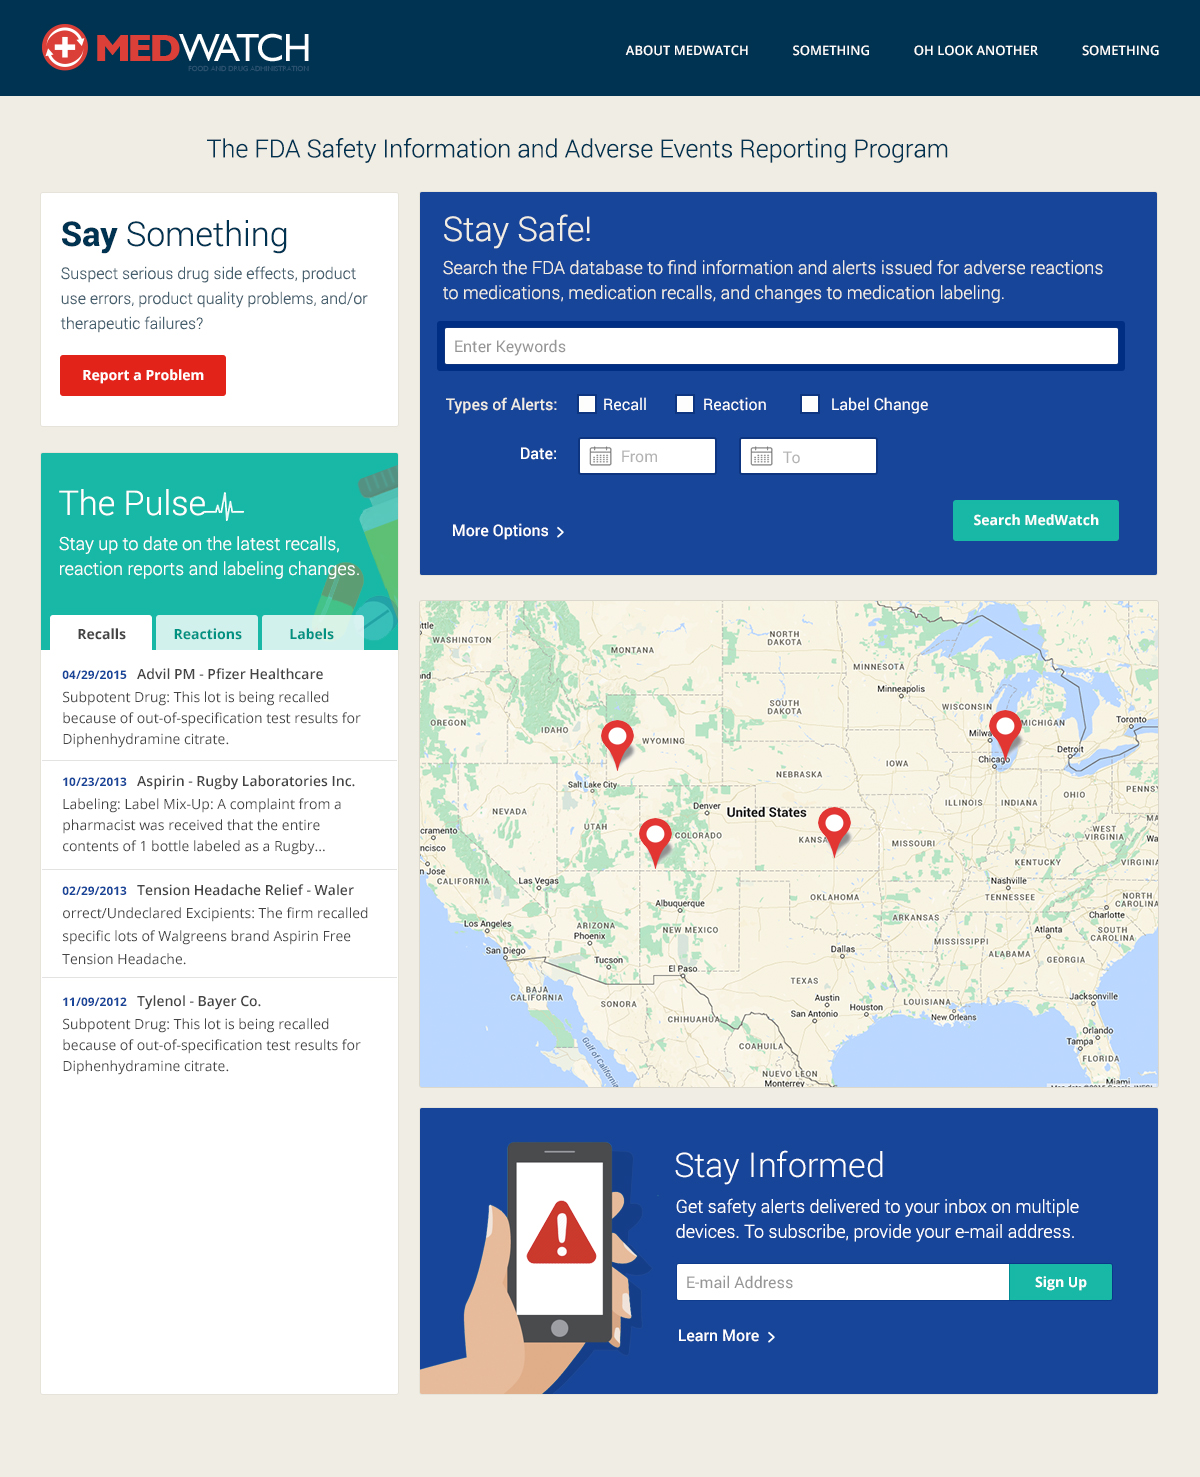 MEDWATCH
FOOD AND DRUG ADMINISTRATION
ABOUT MEDWATCH
SOMETHING
OH LOOK ANOTHER
SOMETHING
The FDA Safety Information and Adverse Events Reporting Program
Say Something
Suspect serious drug side effects, product
use errors, product quality problems, and/or
therapeutic failures?
Report a Problem
Stay Safe!
Search the FDA database to find information and alerts issued for adverse reactions
to medications, medication recalls, and changes to medication labeling.
Enter Keywords
Types of Alerts: Recall Reaction Label Change
Date: From To
More Options >
Search MedWatch
The Pulse
Stay up to date on the latest recalls,
reaction reports and labeling changes.
Recalls Reactions Labels
04/29/2015 Advil PM - Pfizer Healthcare
Subpotent Drug: This lot is being recalled
because of out-of-specification test results for
Diphenhydramine citrate.
10/23/2013 Aspirin - Rugby Laboratories Inc.
Labeling: Label Mix-Up: A complaint from a
pharmacist was received that the entire
contents of 1 bottle labeled as a Rugby...
02/29/2013 Tension Headache Relief - Waler
orrect/Undeclared Excipients: The firm recalled
specific lots of Walgreens brand Aspirin Free
Tension Headache.
11/09/2012 Tylenol - Bayer Co.
Subpotent Drug: This lot is being recalled
because of out-of-specification test results for
Diphenhydramine citrate.
ttle
WASHINGTON
MONTANA
NORTH
DAKOTA
MINNESOTA
nd
Minneapolis
OREGON
IDAHO
WYOMING
SOUTH
DAKOTA
WISCONSIN
MICHIGAN
Toronto
Milwa
Detroit
Chicago
Salt Lake City
NEBRASKA
IOWA
ILLINOIS
INDIANA
OHIO
PENNS
NEVADA
UTAH
Denver
COLORADO
United States
KANSA
MISSOURI
WEST
VIRGINIA
MA
cramento
ncisco
n Jose
CALIFORNIA
Las Vegas
KENTUCKY
VIRGINIA
Nashville
TENNESSEE
NORTH
CAROLINA
Charlotte
Albuquerque
OKLAHOMA
ARKANSAS
Los Angeles
ARIZONA
Phoenix
NEW MEXICO
MISSISSIPPI
Atlanta
SOUTH
CAROLINA
San Diego
Tucson
El Paso
Dallas
ALABAMA
GEORGIA
BAJA
CALIFORNIA
SONORA
TEXAS
Austin
San Antonio
Houston
LOUISIANA
New Orleans
Jacksonville
CHIHUAHUA
COAHUILA
Gulf of California
NUEVO LEON
Monterrey
Orlando
Tampa
FLORIDA
Miami
Stay Informed
Get safety alerts delivered to your inbox on multiple
devices. To subscribe, provide your e-mail address.
E-mail Address
Sign Up
Learn More >